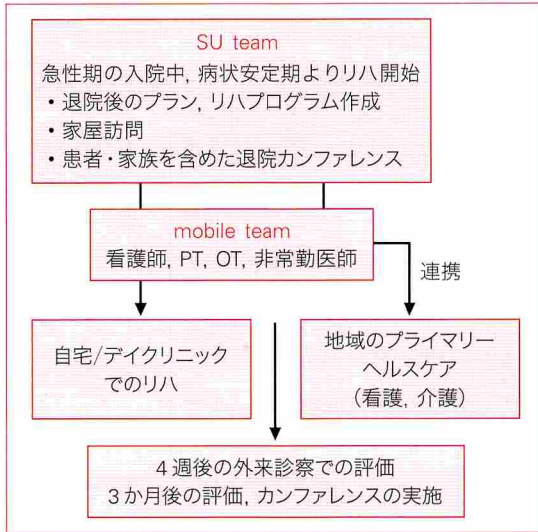 SU team
急性期の入院中, 病状安定期よりリハ開始
・退院後のプラン, リハプログラム作成
・家屋訪問
・患者・家族を含めた退院カンファレンス
mobile team
看護師, PT, OT, 非常勤医師
連携
自宅/デイクリニック
でのリハ
地域のプライマリー
ヘルスケア
(看護, 介護)
4週後の外来診察での評価
3か月後の評価, カンファレンスの実施